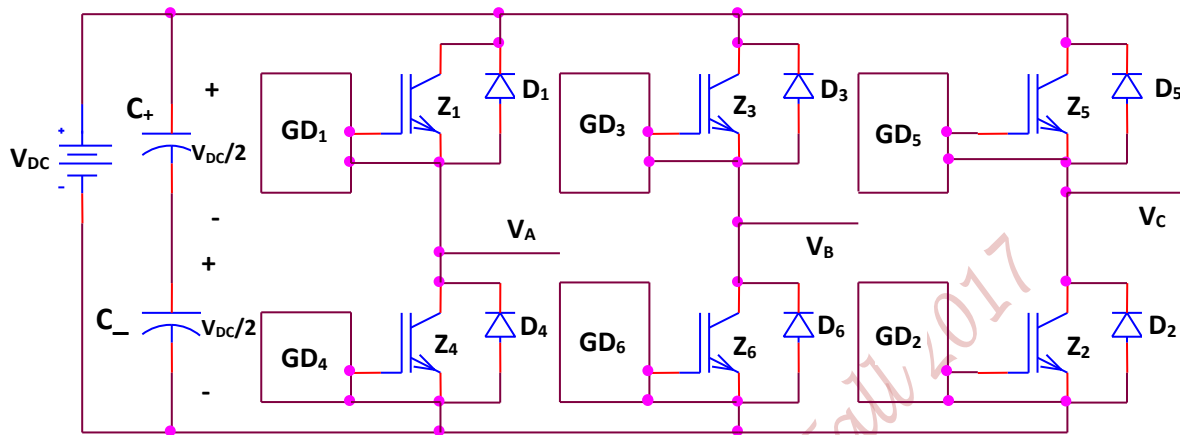 C+
+
VDC/2
-
VDC
+
-
C_
+
VDC/2
-
GD1
Z1
D1
GD3
Z3
D3
GD5
Z5
D5
VA
VB
VC
GD4
Z4
D4
GD6
Z6
D6
GD2
Z2
D2
Fall 2017